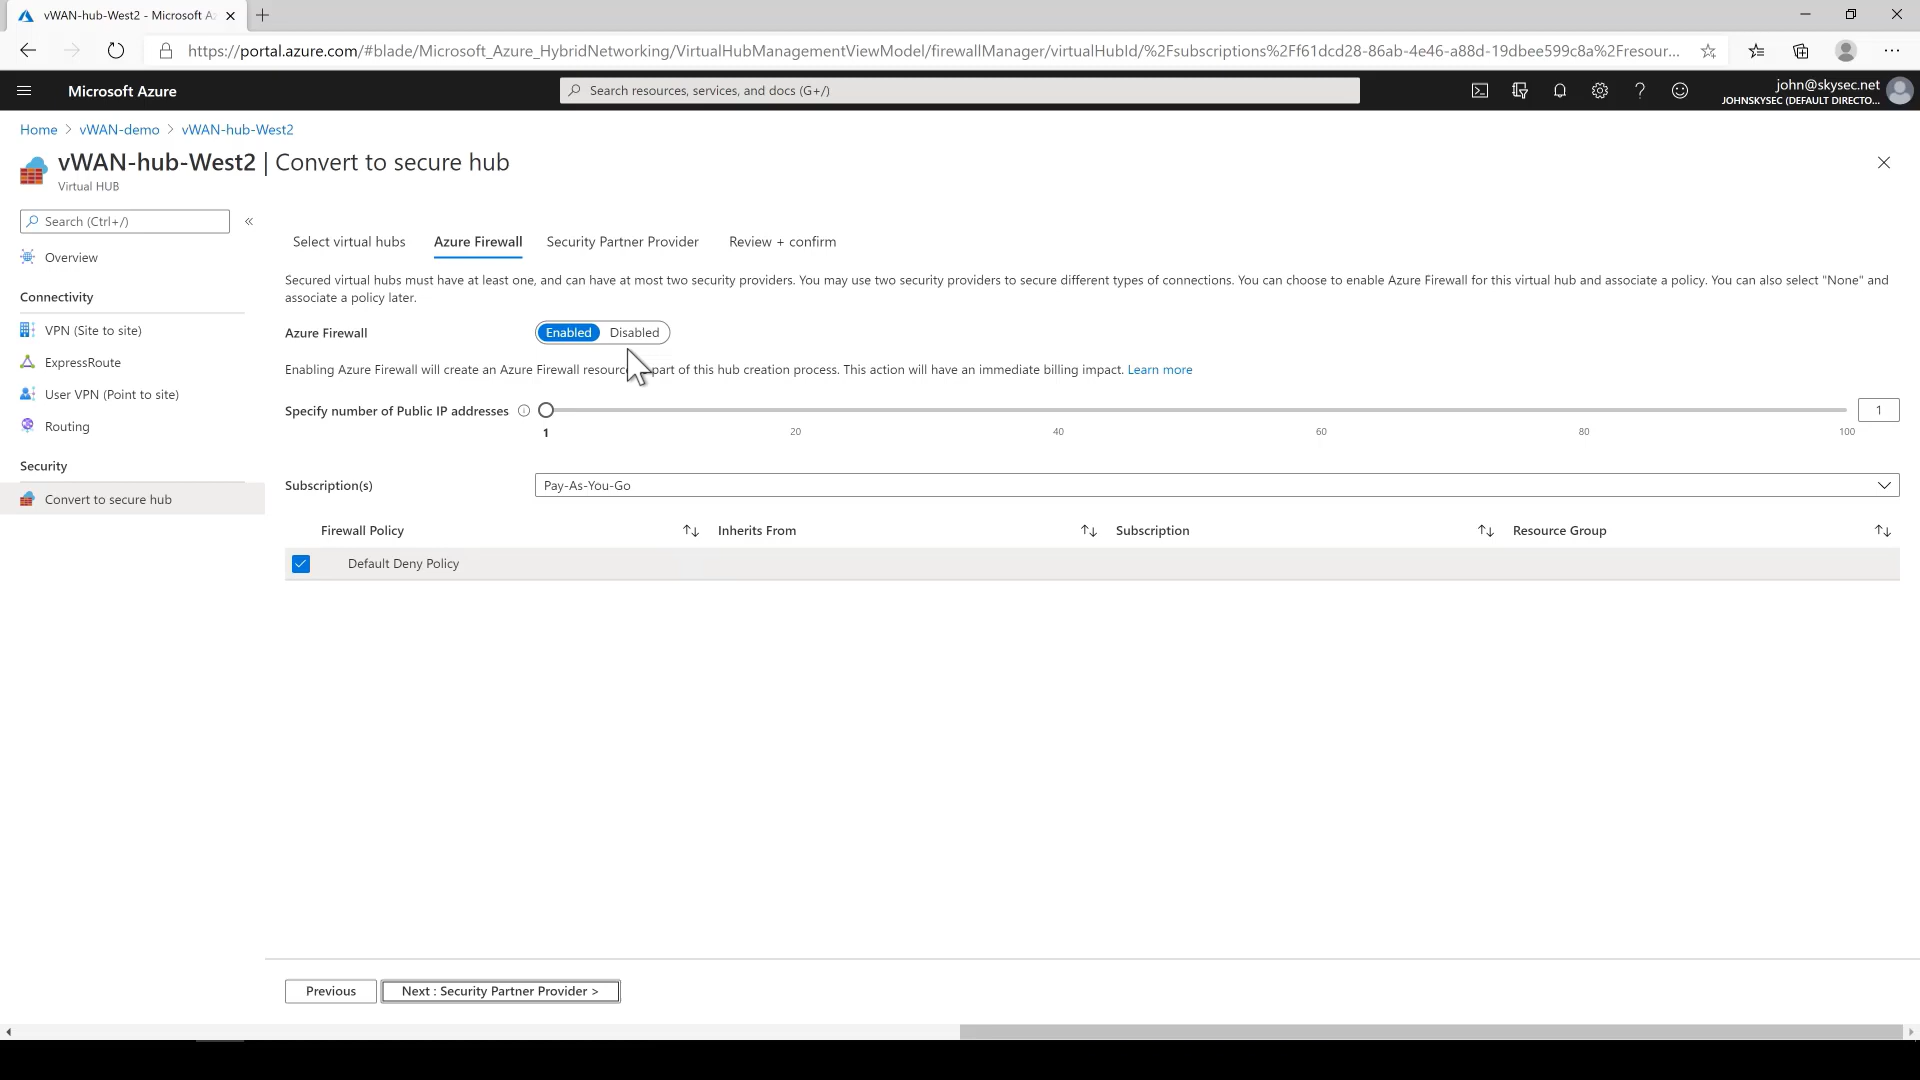 vWAN-hub-West2 - Microsoft Az
https://portal.azure.com/#blade/Microsoft_Azure_HybridNetworking/VirtualHubManagementViewModel/firewallManager/virtualHubId/%2Fsubscriptions%2Ff61dcd28-86ab-4e46-a88d-19dbee599c8a%2Fresour...
Microsoft Azure
Search resources, services, and docs (G+/)
john@skysec.net
JOHNSKYSEC (DEFAULT DIRECTO...
Home > vWAN-demo > vWAN-hub-West2
vWAN-hub-West2 | Convert to secure hub
Virtual HUB
Search (Ctrl+/)
«
Overview
Connectivity
VPN (Site to site)
ExpressRoute
User VPN (Point to site)
Routing
Security
Convert to secure hub
Select virtual hubs Azure Firewall Security Partner Provider Review + confirm
Secured virtual hubs must have at least one, and can have at most two security providers. You may use two security providers to secure different types of connections. You can choose to enable Azure Firewall for this virtual hub and associate a policy. You can also select "None" and
associate a policy later.
Azure Firewall Enabled Disabled
Enabling Azure Firewall will create an Azure Firewall resourc part of this hub creation process. This action will have an immediate billing impact. Learn more
Specify number of Public IP addresses 1
1 20 40 60 80 100
Subscription(s) Pay-As-You-Go
Firewall Policy Inherits From Subscription Resource Group
Default Deny Policy
Previous Next : Security Partner Provider >